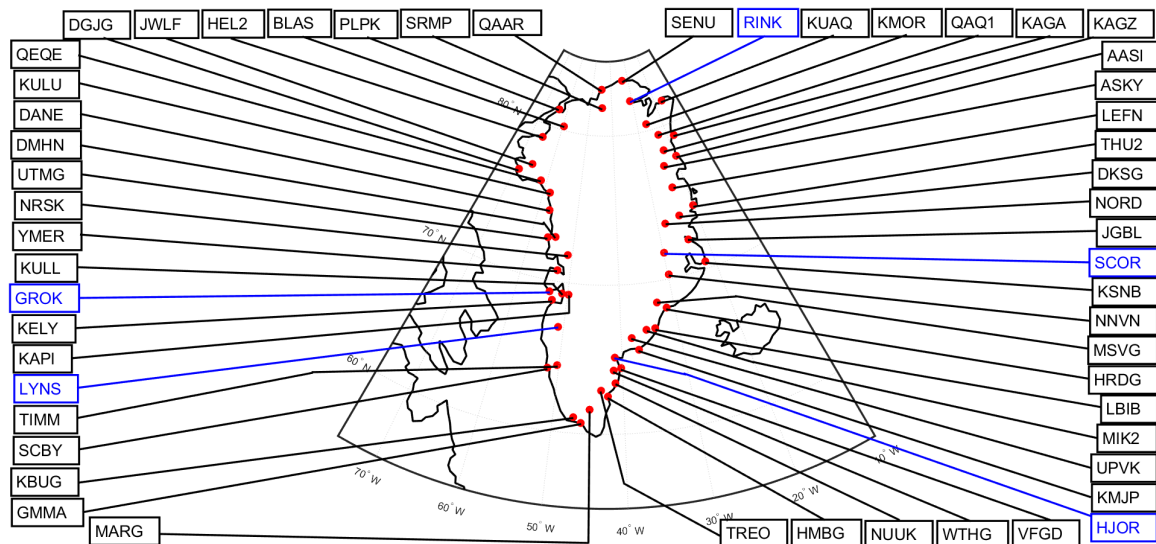 DGJG
JWLF
HEL2
BLAS
PLPK
SRMP
QAAR
SENU
RINK
KUAQ
KMOR
QAQ1
KAGA
KAGZ
QEQE
KULU
DANE
DMHN
UTMG
NRSK
YMER
KULL
GROK
KELY
KAPI
LYNS
TIMM
SCBY
KBUG
GMMA
MARG
AASI
ASKY
LEFN
THU2
DKSG
NORD
JGBL
SCOR
KSNB
NNVN
MSVG
HRDG
LBIB
MIK2
UPVK
KMJP
HJOR
TREO
HMBG
NUUK
WTHG
VFGD
80° N
70° N
60° N
70° W
60° W
50° W
40° W
30° W
20° W
10° W